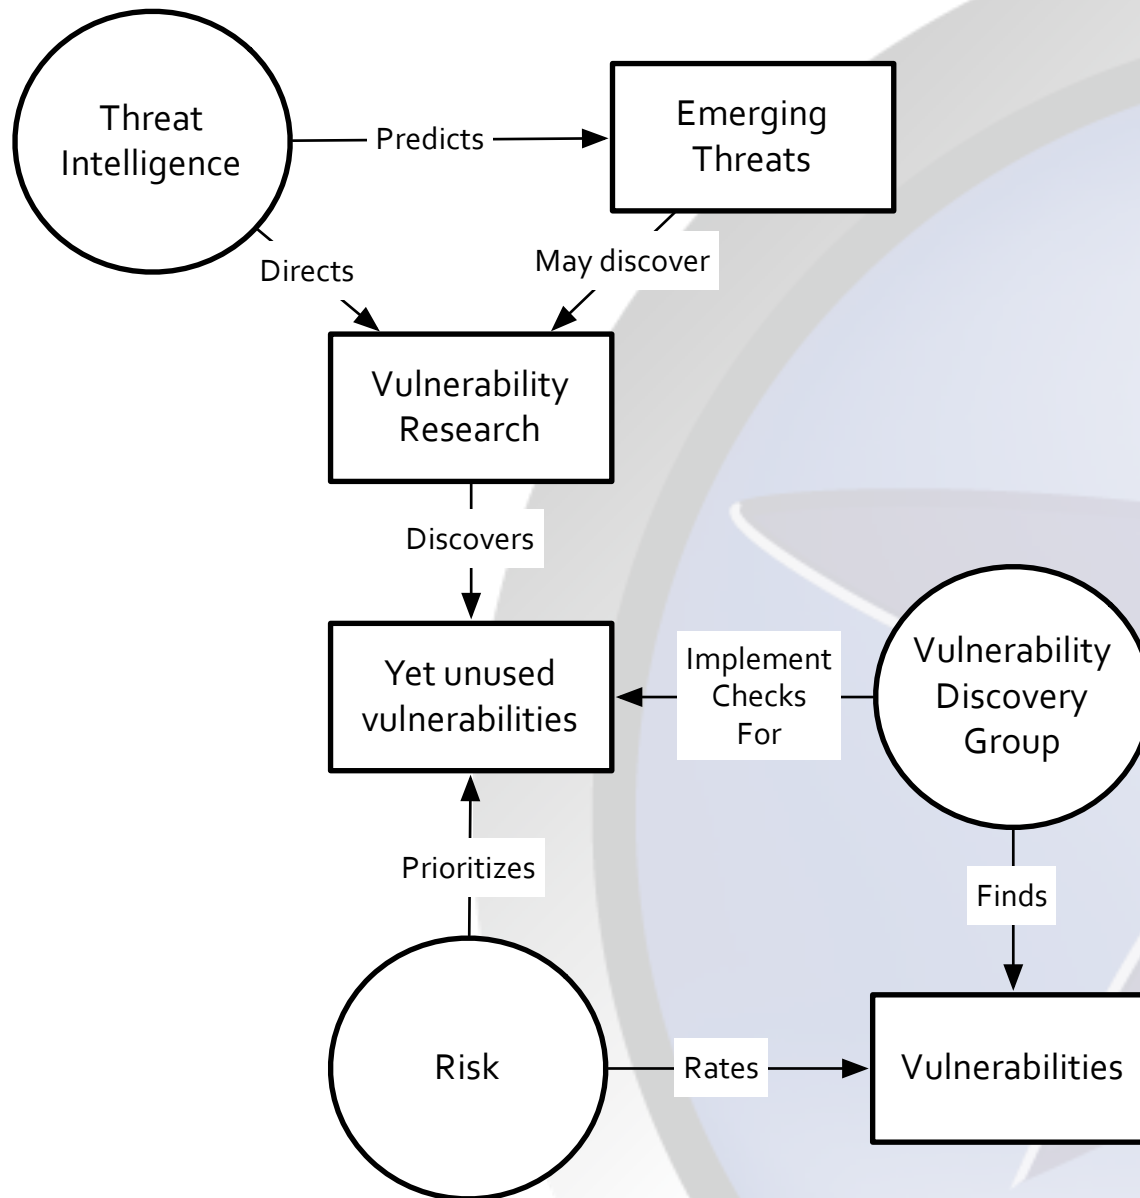 Threat
Intelligence
Predicts
Emerging
Threats
Directs
May discover
Vulnerability
Research
Discovers
Yet unused
vulnerabilities
Implement
Checks
For
Vulnerability
Discovery
Group
Prioritizes
Finds
Risk
Rates
Vulnerabilities